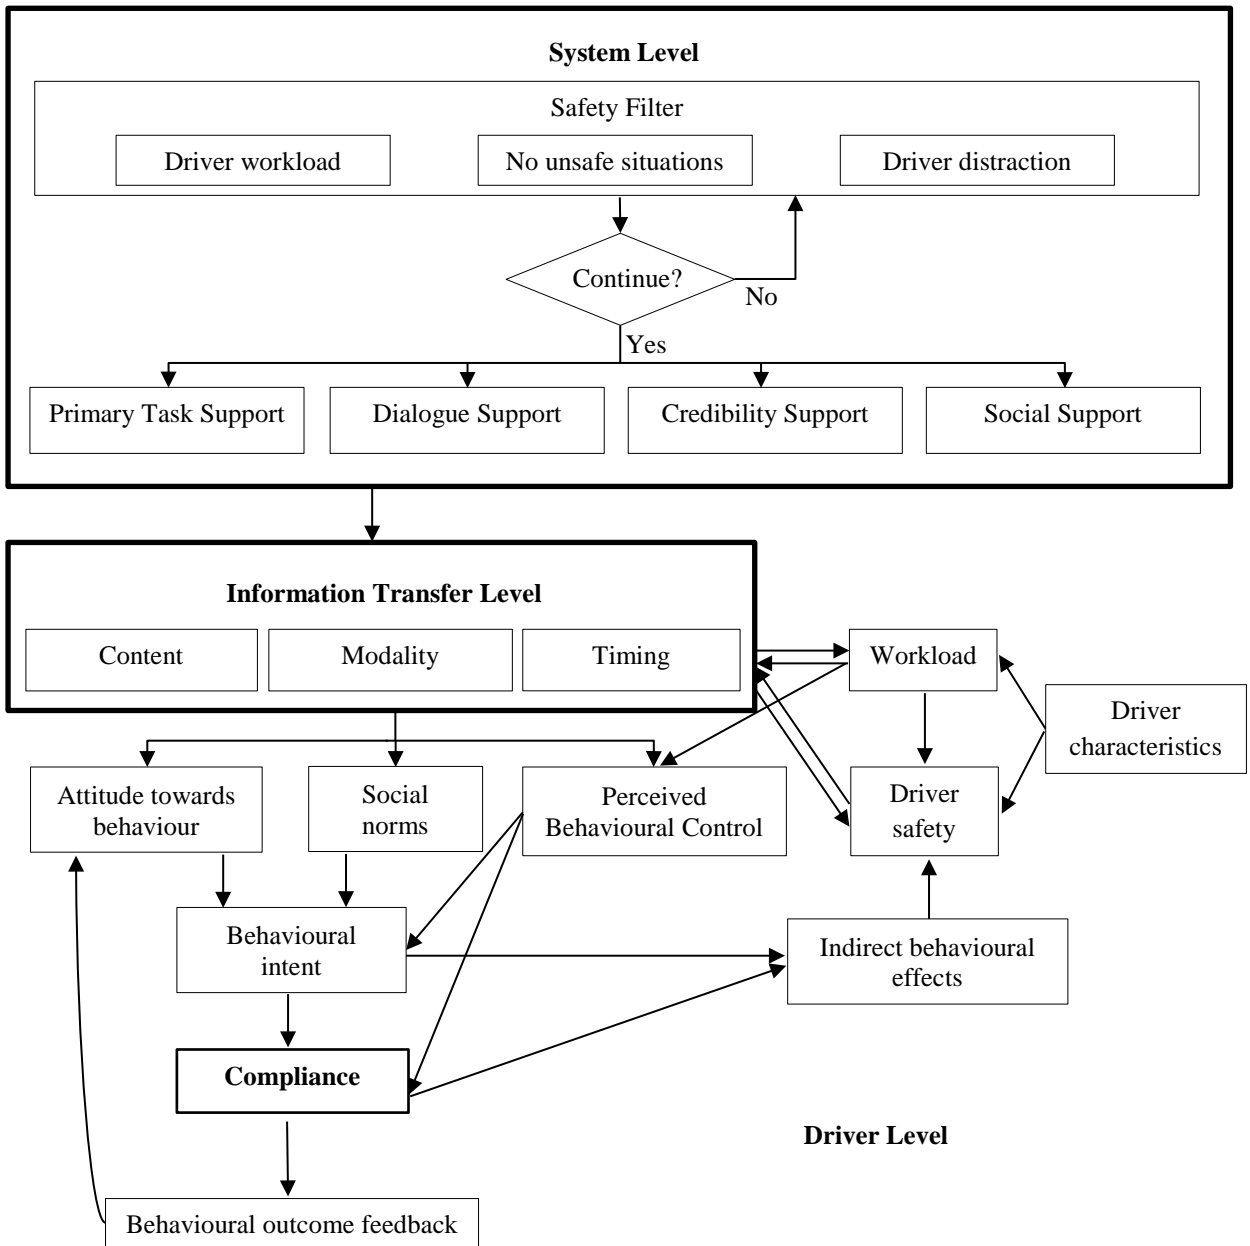 System Level
Safety Filter
Driver workload
No unsafe situations
Driver distraction
Continue?
No
Yes
Primary Task Support
Dialogue Support
Credibility Support
Social Support
Information Transfer Level
Content
Modality
Timing
Workload
Driver
characteristics
Attitude towards
behaviour
Social
norms
Perceived
Behavioural Control
Driver
safety
Behavioural
intent
Indirect behavioural
effects
Compliance
Driver Level
Behavioural outcome feedback